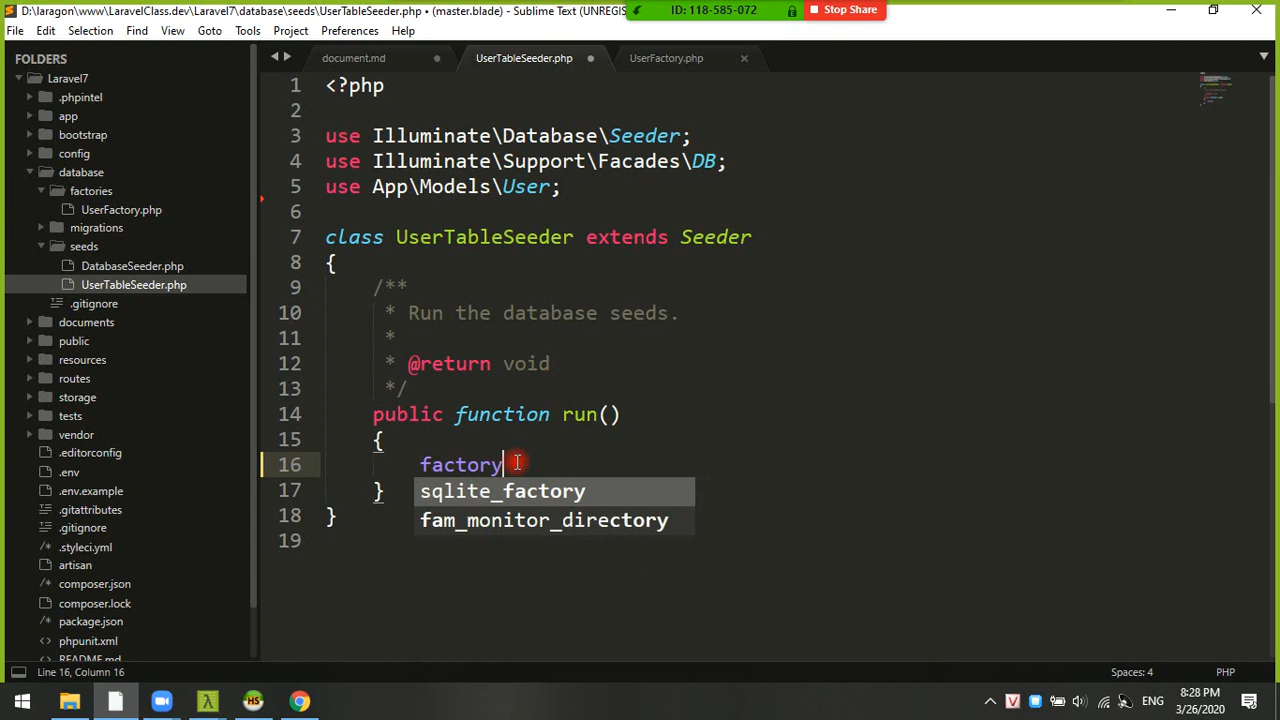 D:\laragon\www\LaravelClass.dev\Laravel7\database\seeds\UserTableSeeder.php • (master.blade) - Sublime Text (UNREGIS
ID: 118-585-072
Stop Share
File Edit Selection Find View Goto Tools Project Preferences Help
FOLDERS
Laravel7
.phpintel
app
bootstrap
config
database
factories
UserFactory.php
migrations
seeds
DatabaseSeeder.php
UserTableSeeder.php
.gitignore
documents
public
resources
routes
storage
tests
vendor
.editorconfig
.env
.env.example
.gitattributes
.gitignore
.styleci.yml
artisan
composer.json
composer.lock
package.json
phpunit.xml
README.md
document.md
UserTableSeeder.php
UserFactory.php
1 <?php
2
3 use Illuminate\Database\Seeder;
4 use Illuminate\Support\Facades\DB;
5 use App\Models\User;
6
7 class UserTableSeeder extends Seeder
8 {
9 /**
10 * Run the database seeds.
11 *
12 * @return void
13 */
14 public function run()
15 {
16 factory
sqlite_factory
fam_monitor_directory
17 }
18 }
19
Line 16, Column 16
Spaces: 4
PHP
ENG
8:28 PM
3/26/2020